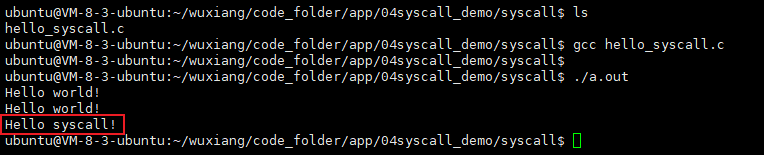 ubuntu@VM-8-3-ubuntu:~/wuxiang/code_folder/app/04syscall_demo/syscall$ ls
hello_syscall.c
ubuntu@VM-8-3-ubuntu:~/wuxiang/code_folder/app/04syscall_demo/syscall$ gcc hello_syscall.c
ubuntu@VM-8-3-ubuntu:~/wuxiang/code_folder/app/04syscall_demo/syscall$
ubuntu@VM-8-3-ubuntu:~/wuxiang/code_folder/app/04syscall_demo/syscall$ ./a.out
Hello world!
Hello world!
Hello syscall!
ubuntu@VM-8-3-ubuntu:~/wuxiang/code_folder/app/04syscall_demo/syscall$